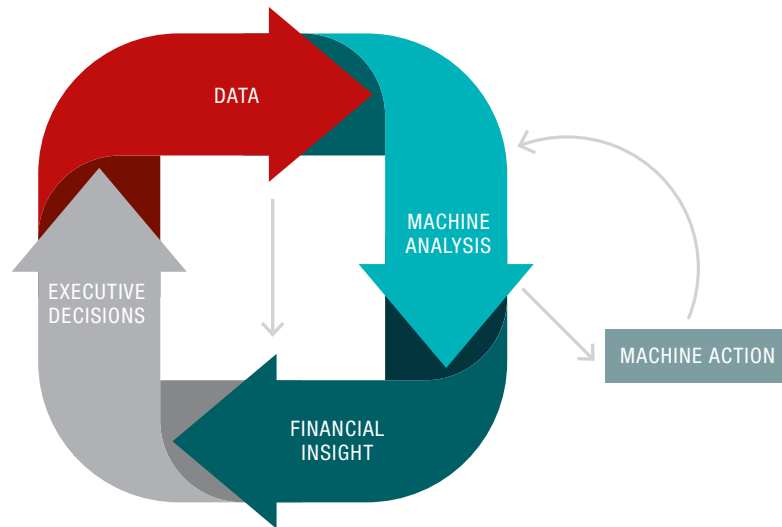 DATA
MACHINE
ANALYSIS
EXECUTIVE
DECISIONS
MACHINE ACTION
FINANCIAL
INSIGHT